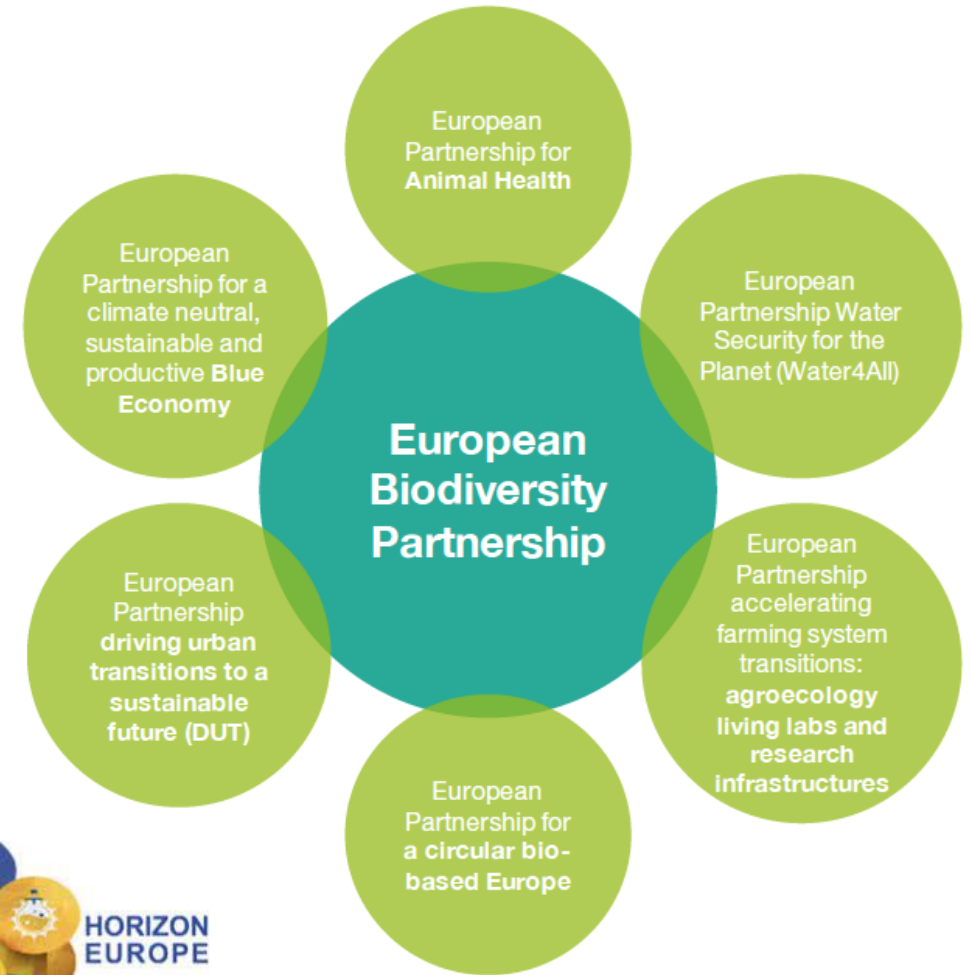 European
Partnership for
Animal Health
European
Partnership for a
climate neutral,
sustainable and
productive Blue
Economy
European
Partnership Water
Security for the
Planet (Water4All)
European
Biodiversity
Partnership
European
Partnership
driving urban
transitions to a
sustainable
future (DUT)
European
Partnership
accelerating
farming system
transitions:
agroecology
living labs and
research
infrastructures
European
Partnership for
a circular bio-
based Europe
HORIZON
EUROPE